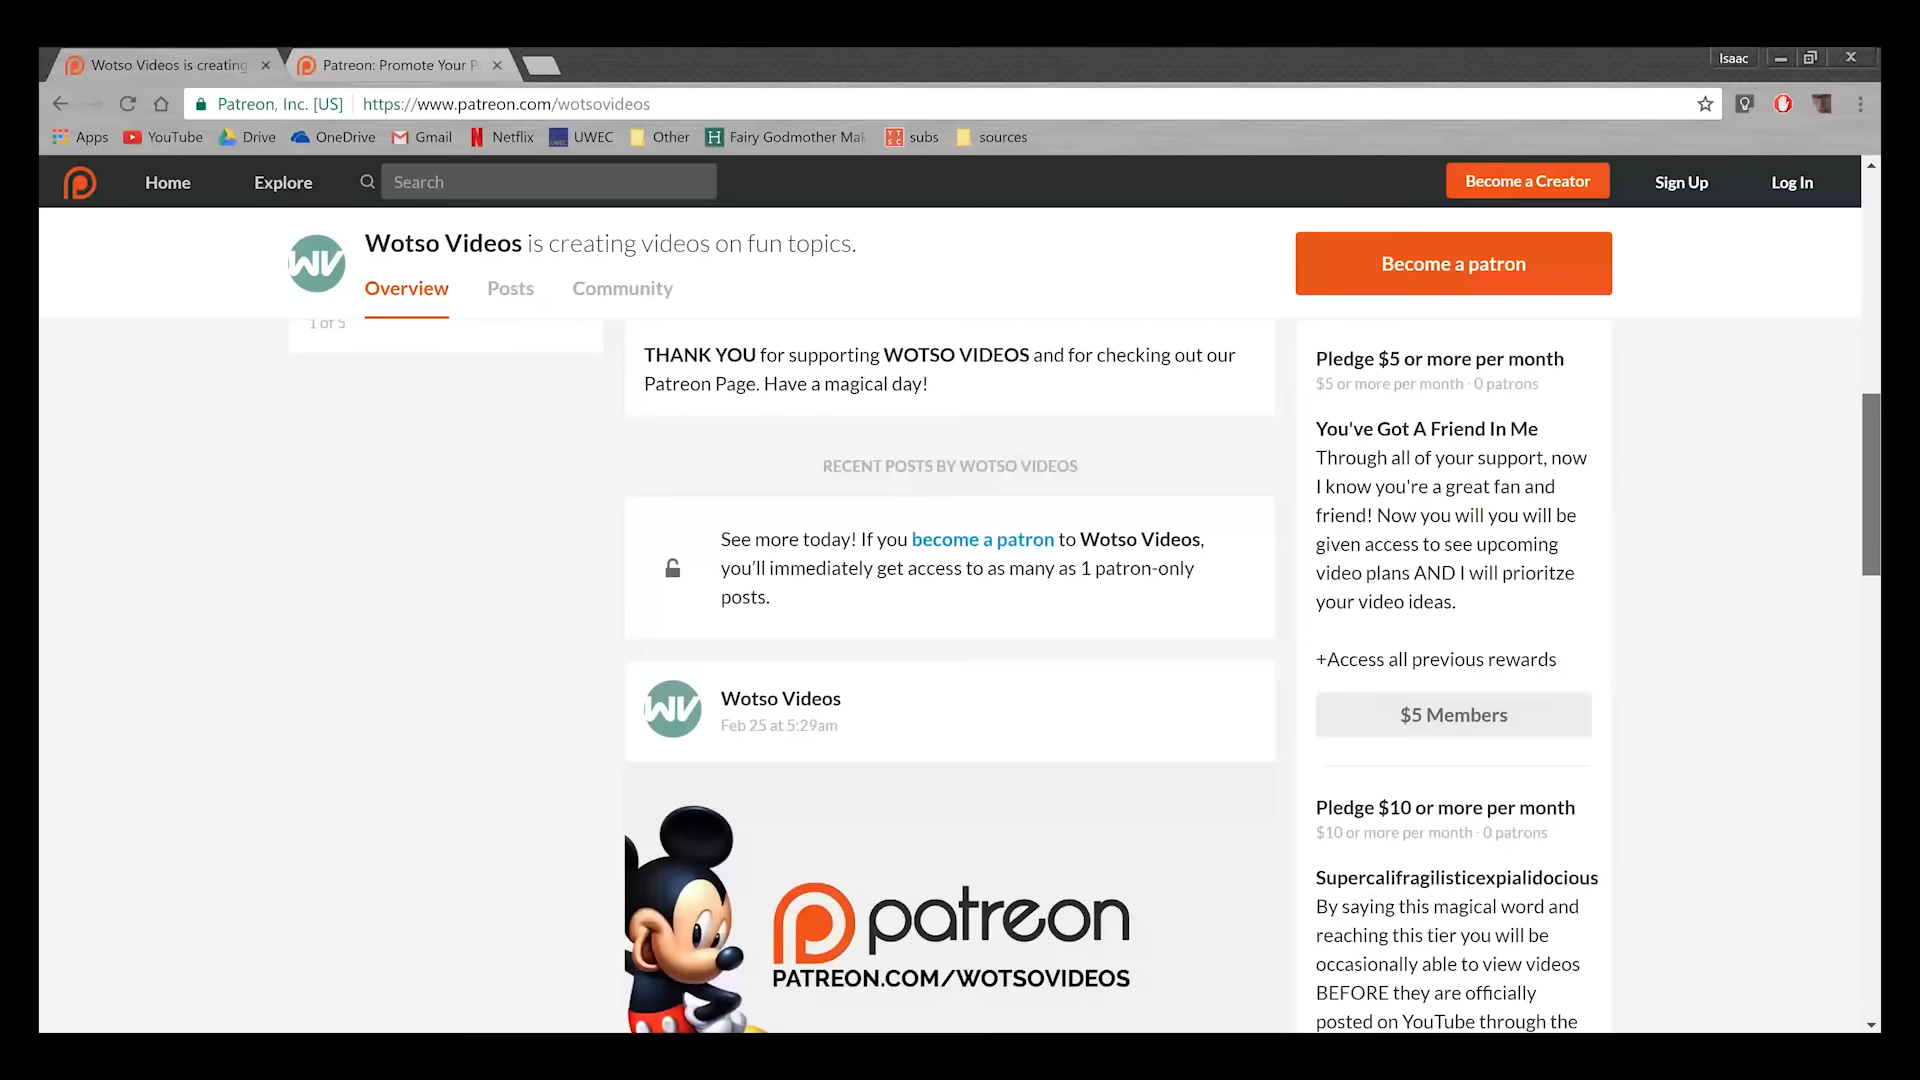 Wotso Videos is creating
Patreon: Promote Your P
Isaac
Patreon, Inc. [US]
https://www.patreon.com/wotsovideos
Apps
YouTube
Drive
OneDrive
Gmail
Netflix
UWEC
Other
Fairy Godmother Mak
subs
sources
Home
Explore
Search
Become a Creator
Sign Up
Log In
WV
Wotso Videos is creating videos on fun topics.
Overview
Posts
Community
Become a patron
1 of 5
THANK YOU for supporting WOTSO VIDEOS and for checking out our
Patreon Page. Have a magical day!
RECENT POSTS BY WOTSO VIDEOS
See more today! If you become a patron to Wotso Videos,
you'll immediately get access to as many as 1 patron-only
posts.
WV
Wotso Videos
Feb 25 at 5:29am
patreon
PATREON.COM/WOTSOVIDEOS
Pledge $5 or more per month
$5 or more per month · 0 patrons
You've Got A Friend In Me
Through all of your support, now
I know you're a great fan and
friend! Now you will you will be
given access to see upcoming
video plans AND I will prioritze
your video ideas.
+Access all previous rewards
$5 Members
Pledge $10 or more per month
$10 or more per month · 0 patrons
Supercalifragilisticexpialidocious
By saying this magical word and
reaching this tier you will be
occasionally able to view videos
BEFORE they are officially
posted on YouTube through the